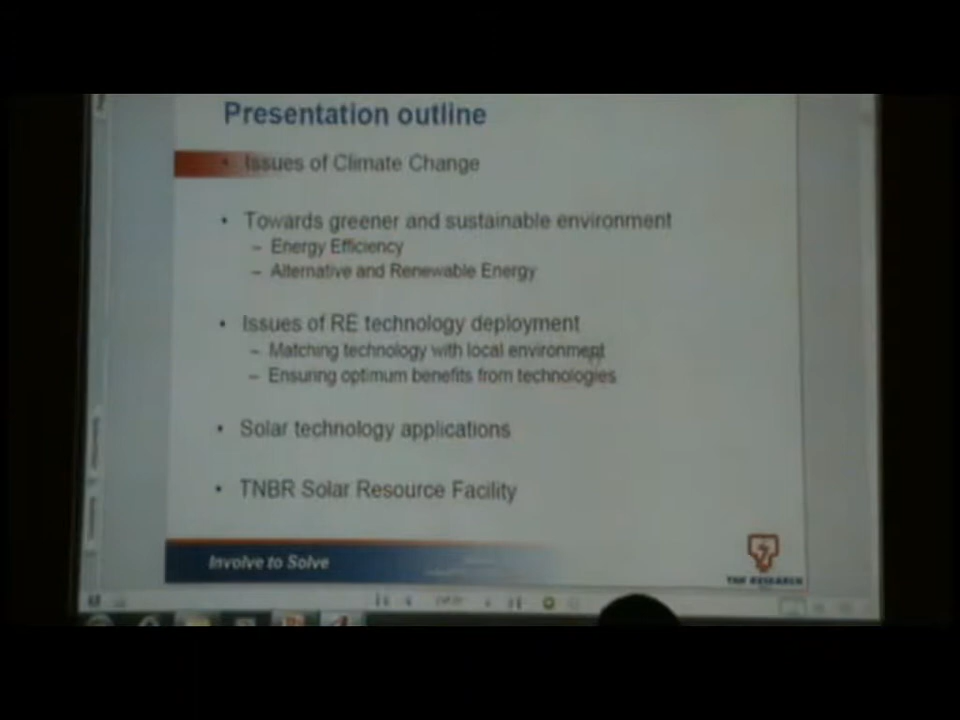 Presentation outline
• Issues of Climate Change
• Towards greener and sustainable environment
– Energy Efficiency
– Alternative and Renewable Energy
• Issues of RE technology deployment
– Matching technology with local environment
– Ensuring optimum benefits from technologies
• Solar technology applications
• TNBR Solar Resource Facility
Involve to Solve
TNB RESEARCH